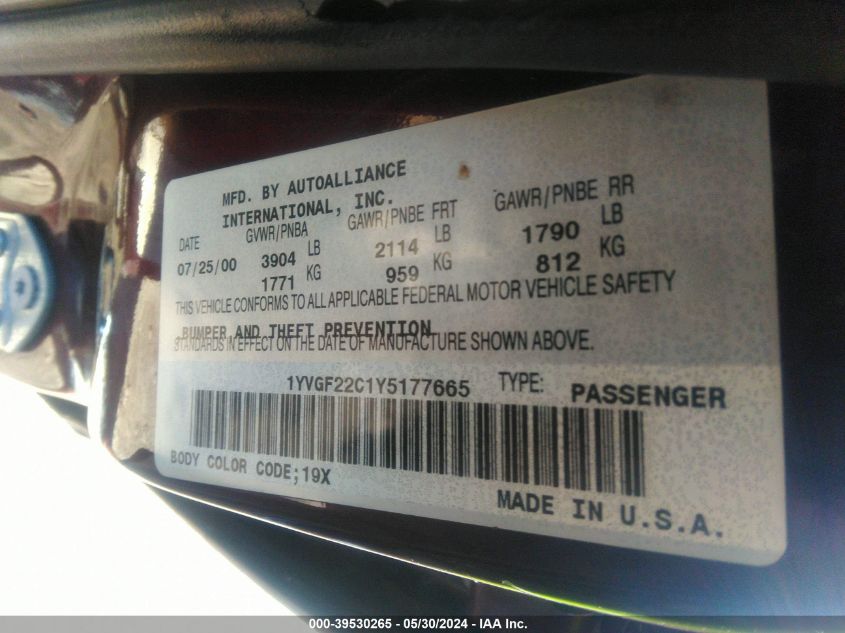 MFD. BY AUTOALLIANCE
INTERNATIONAL, INC.
DATE GVWR/PNBA GAWR/PNBE FRT GAWR/PNBE RR
07/25/00 3904 LB 2114 LB 1790 LB
1771 KG 959 KG 812 KG
THIS VEHICLE CONFORMS TO ALL APPLICABLE FEDERAL MOTOR VEHICLE SAFETY
BUMPER AND THEFT PREVENTION
STANDARDS IN EFFECT ON THE DATE OF MANUFACTURE SHOWN ABOVE.
1YVGF22C1Y5177665 TYPE: PASSENGER
BODY COLOR CODE;19X
MADE IN U.S.A.
000-39530265 - 05/30/2024 - IAA Inc.